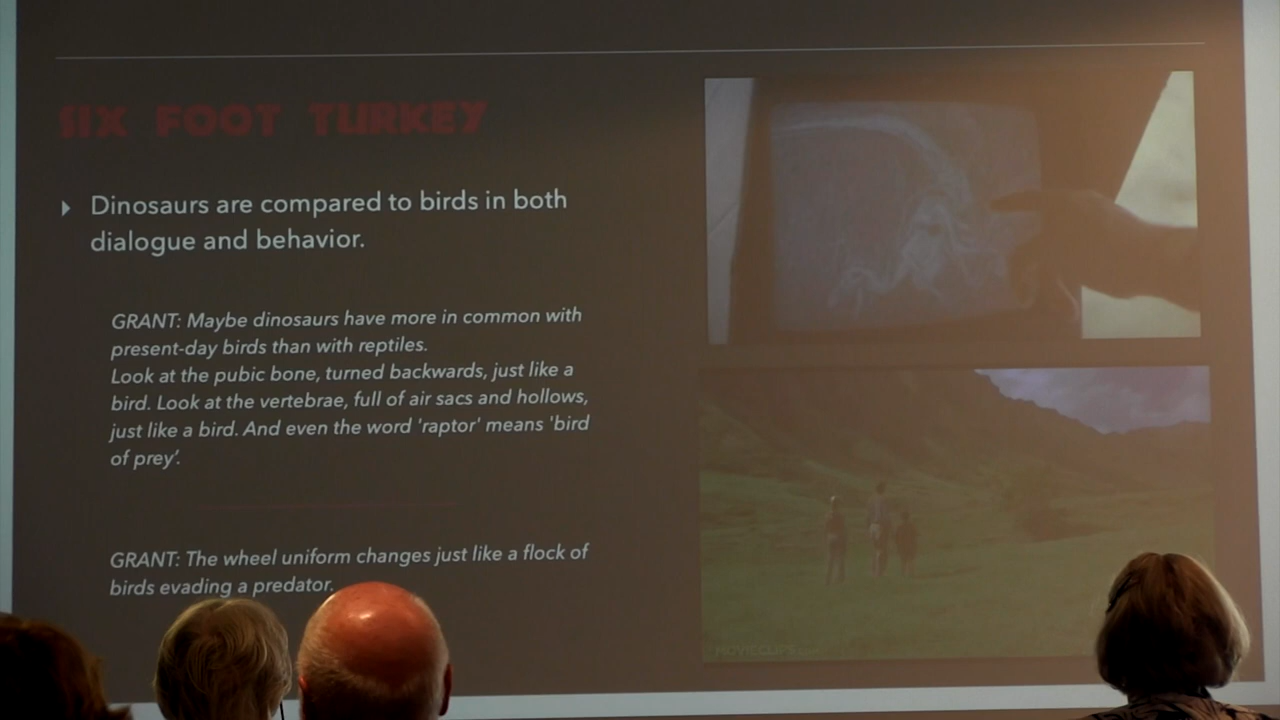 SIX FOOT TURKEY
Dinosaurs are compared to birds in both
dialogue and behavior.
GRANT: Maybe dinosaurs have more in common with
present-day birds than with reptiles.
Look at the pubic bone, turned backwards, just like a
bird. Look at the vertebrae, full of air sacs and hollows,
just like a bird. And even the word 'raptor' means 'bird
of prey'.
GRANT: The wheel uniform changes just like a flock of
birds evading a predator.
MOVIECLIPS.com